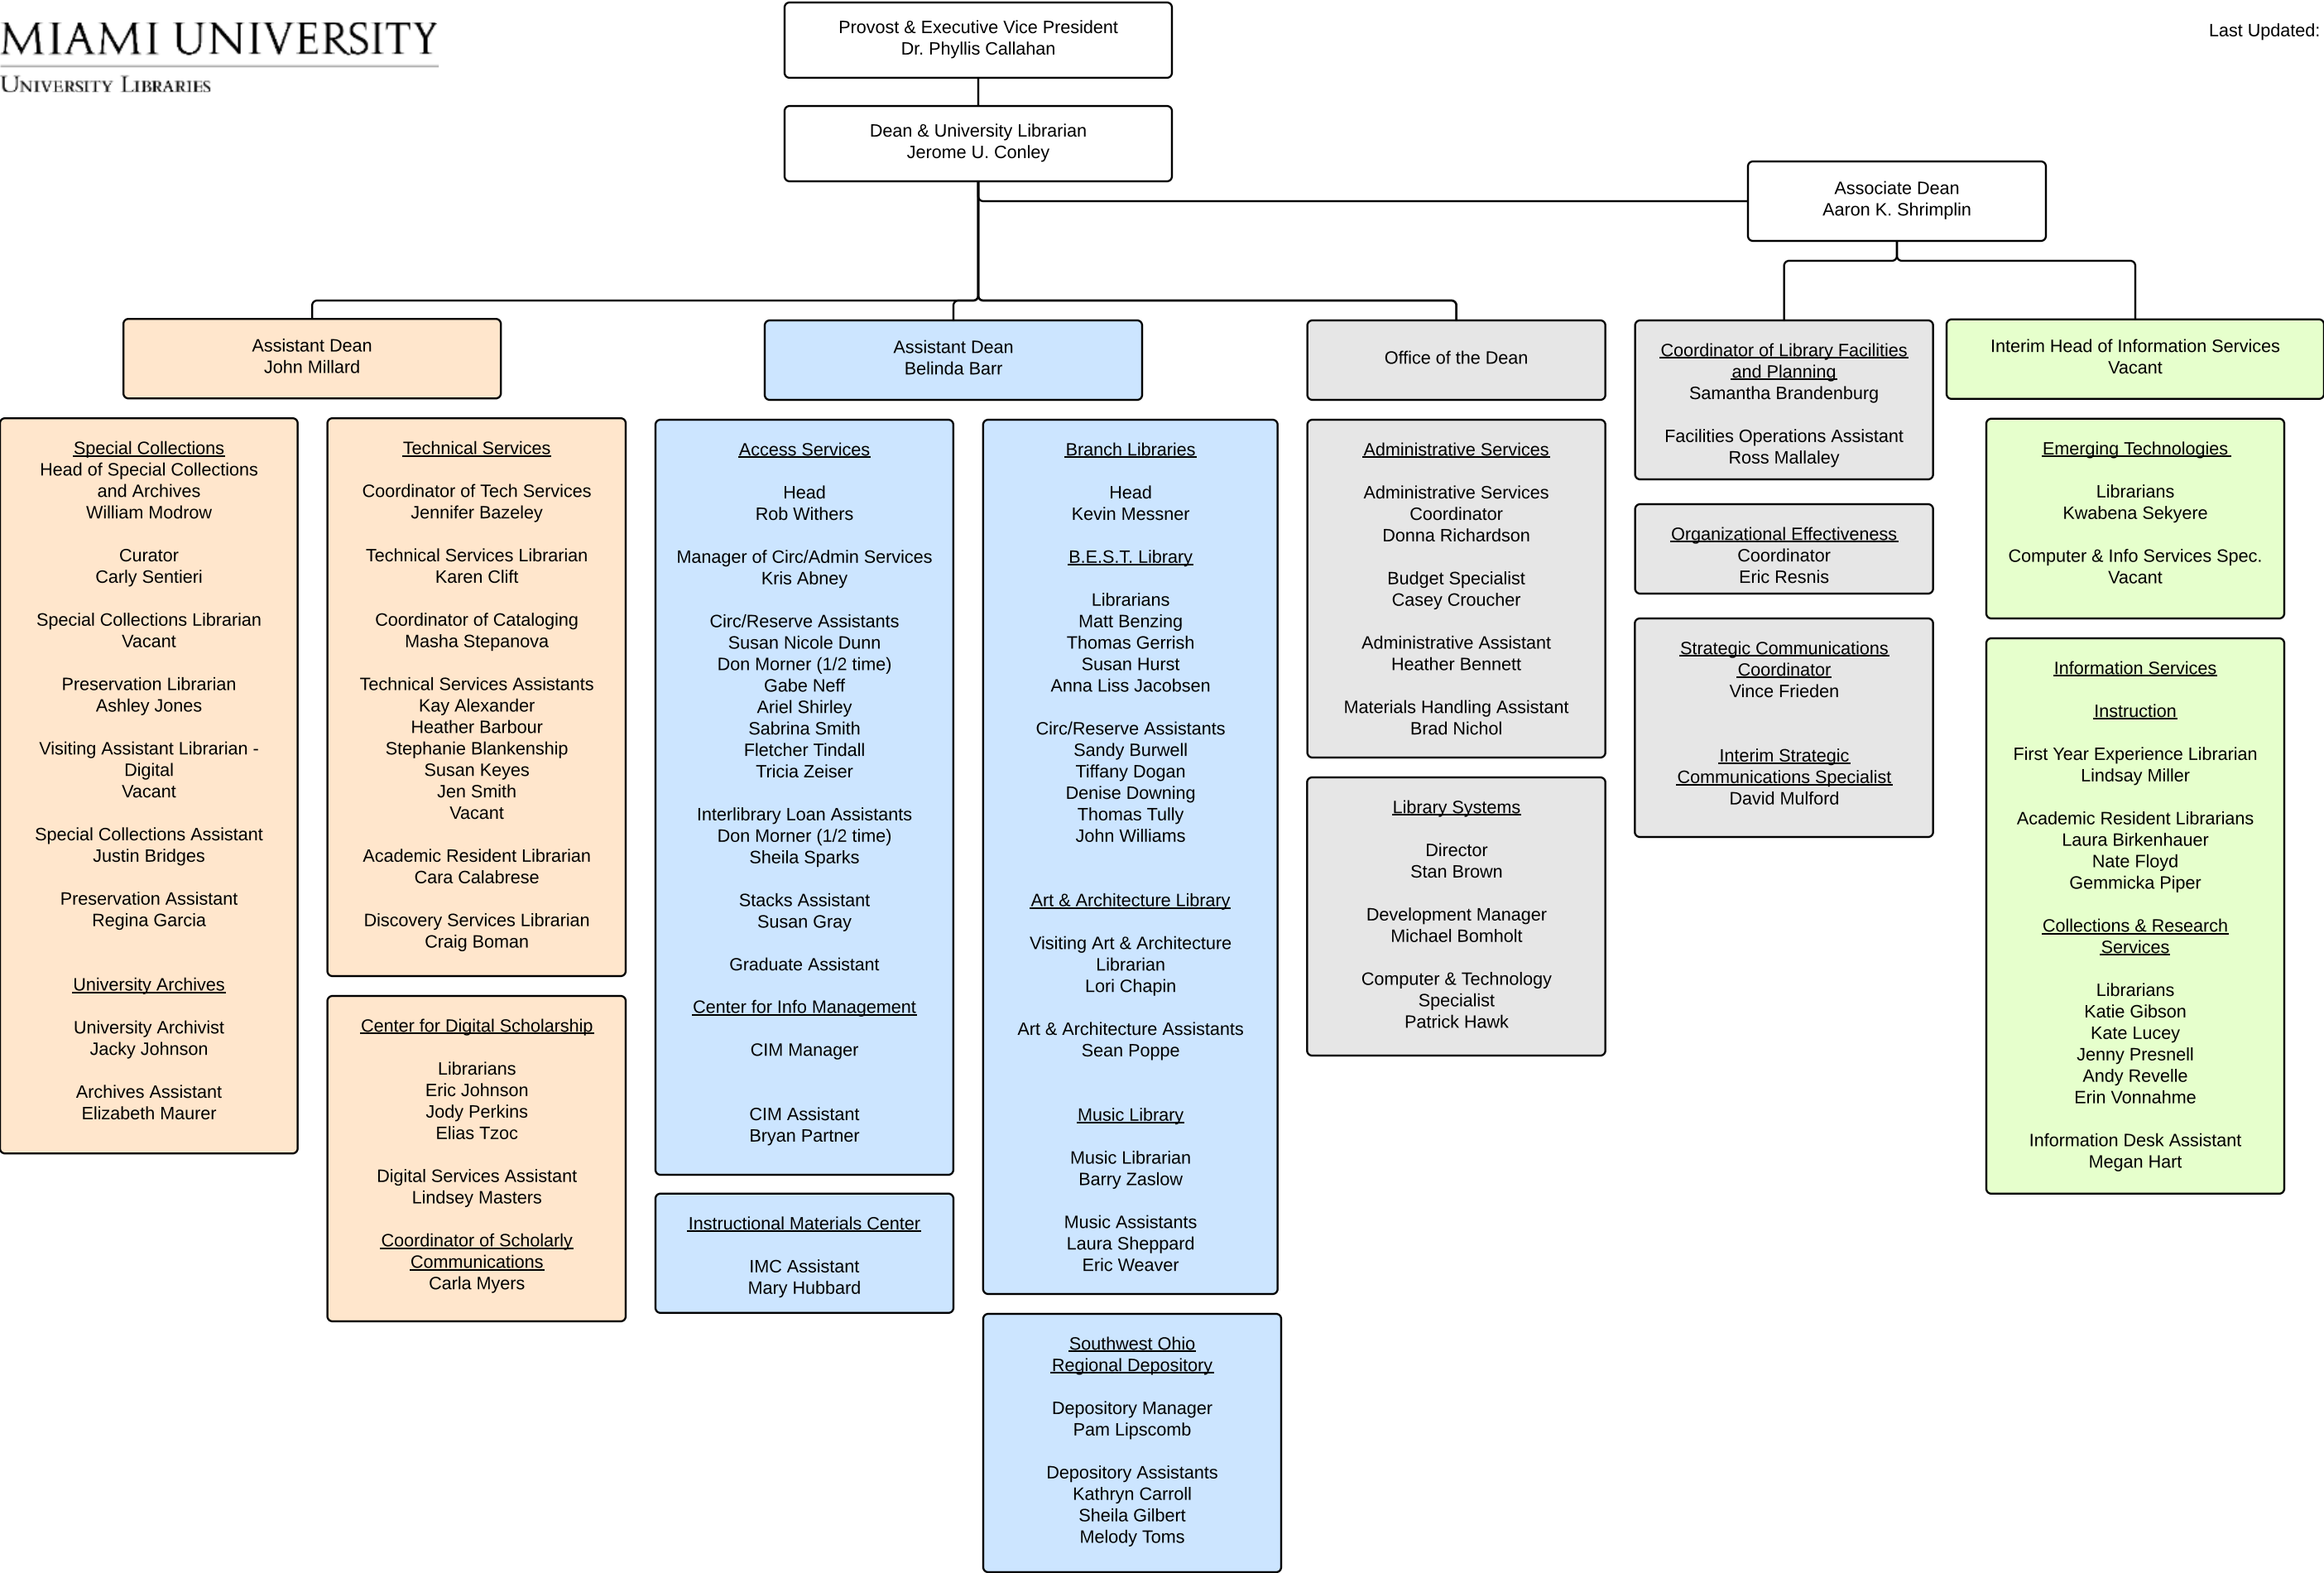 MIAMI UNIVERSITY
UNIVERSITY LIBRARIES
Last Updated:
Provost & Executive Vice President
Dr. Phyllis Callahan
Dean & University Librarian
Jerome U. Conley
Associate Dean
Aaron K. Shrimplin
Assistant Dean
John Millard
Assistant Dean
Belinda Barr
Office of the Dean
Coordinator of Library Facilities
and Planning
Samantha Brandenburg
Facilities Operations Assistant
Ross Mallaley
Interim Head of Information Services
Vacant
Special Collections
Head of Special Collections
and Archives
William Modrow
Curator
Carly Sentieri
Special Collections Librarian
Vacant
Preservation Librarian
Ashley Jones
Visiting Assistant Librarian -
Digital
Vacant
Special Collections Assistant
Justin Bridges
Preservation Assistant
Regina Garcia
University Archives
University Archivist
Jacky Johnson
Archives Assistant
Elizabeth Maurer
Technical Services
Coordinator of Tech Services
Jennifer Bazeley
Technical Services Librarian
Karen Clift
Coordinator of Cataloging
Masha Stepanova
Technical Services Assistants
Kay Alexander
Heather Barbour
Stephanie Blankenship
Susan Keyes
Jen Smith
Vacant
Academic Resident Librarian
Cara Calabrese
Discovery Services Librarian
Craig Boman
Center for Digital Scholarship
Librarians
Eric Johnson
Jody Perkins
Elias Tzoc
Digital Services Assistant
Lindsey Masters
Coordinator of Scholarly
Communications
Carla Myers
Access Services
Head
Rob Withers
Manager of Circ/Admin Services
Kris Abney
Circ/Reserve Assistants
Susan Nicole Dunn
Don Morner (1/2 time)
Gabe Neff
Ariel Shirley
Sabrina Smith
Fletcher Tindall
Tricia Zeiser
Interlibrary Loan Assistants
Don Morner (1/2 time)
Sheila Sparks
Stacks Assistant
Susan Gray
Graduate Assistant
Center for Info Management
CIM Manager
CIM Assistant
Bryan Partner
Instructional Materials Center
IMC Assistant
Mary Hubbard
Branch Libraries
Head
Kevin Messner
B.E.S.T. Library
Librarians
Matt Benzing
Thomas Gerrish
Susan Hurst
Anna Liss Jacobsen
Circ/Reserve Assistants
Sandy Burwell
Tiffany Dogan
Denise Downing
Thomas Tully
John Williams
Art & Architecture Library
Visiting Art & Architecture
Librarian
Lori Chapin
Art & Architecture Assistants
Sean Poppe
Music Library
Music Librarian
Barry Zaslow
Music Assistants
Laura Sheppard
Eric Weaver
Southwest Ohio
Regional Depository
Depository Manager
Pam Lipscomb
Depository Assistants
Kathryn Carroll
Sheila Gilbert
Melody Toms
Administrative Services
Administrative Services
Coordinator
Donna Richardson
Budget Specialist
Casey Croucher
Administrative Assistant
Heather Bennett
Materials Handling Assistant
Brad Nichol
Library Systems
Director
Stan Brown
Development Manager
Michael Bomholt
Computer & Technology
Specialist
Patrick Hawk
Organizational Effectiveness
Coordinator
Eric Resnis
Strategic Communications
Coordinator
Vince Frieden
Interim Strategic
Communications Specialist
David Mulford
Emerging Technologies
Librarians
Kwabena Sekyere
Computer & Info Services Spec.
Vacant
Information Services
Instruction
First Year Experience Librarian
Lindsay Miller
Academic Resident Librarians
Laura Birkenhauer
Nate Floyd
Gemmicka Piper
Collections & Research
Services
Librarians
Katie Gibson
Kate Lucey
Jenny Presnell
Andy Revelle
Erin Vonnahme
Information Desk Assistant
Megan Hart